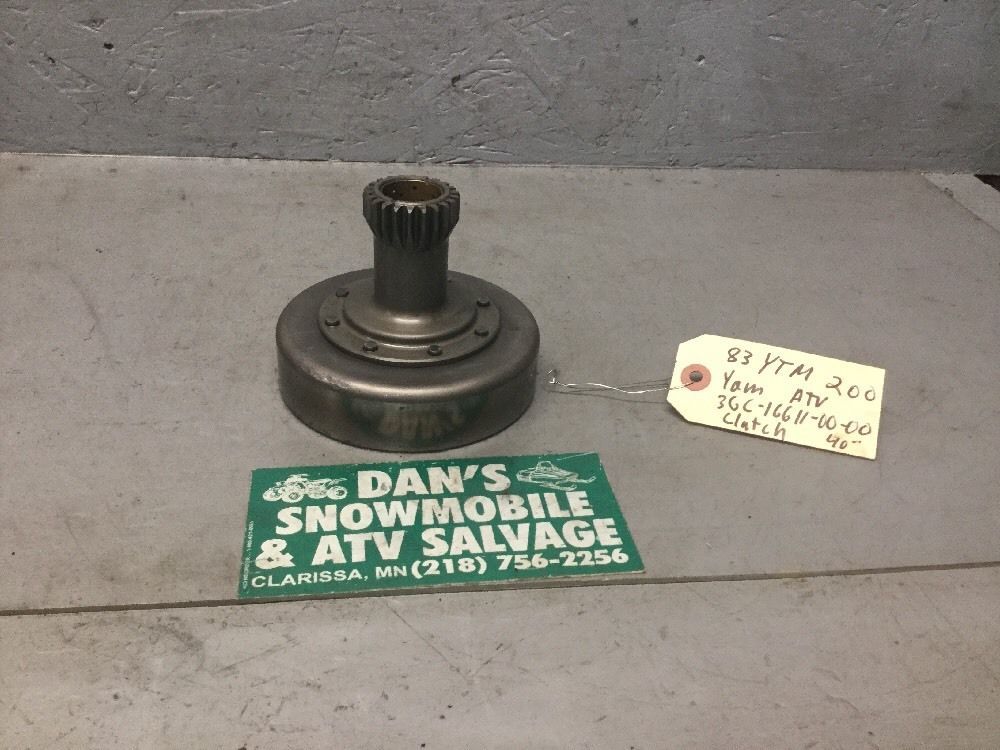 83 YTM 200
Yam ATV
3GC-16611-00-00
Clutch 40-
DAN'S
SNOWMOBILE
& ATV SALVAGE
CLARISSA, MN (218) 756-2256